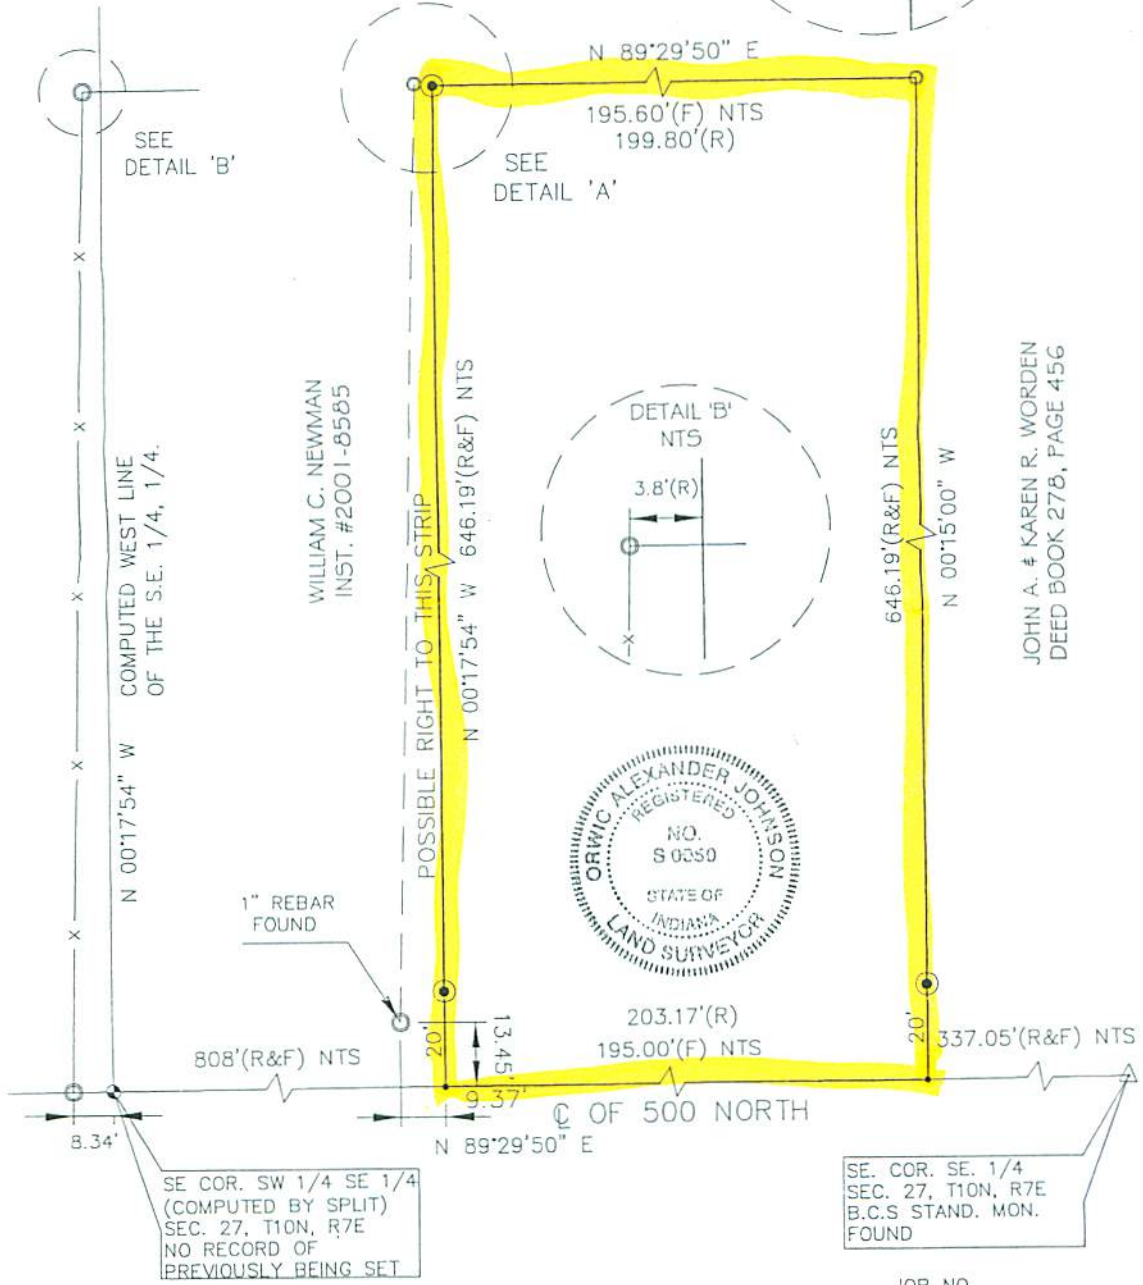 N 89°29'50" E
195.60'(F) NTS
199.80'(R)
SEE
DETAIL 'B'
SEE
DETAIL 'A'
N 00°17'54" W COMPUTED WEST LINE
OF THE S.E. 1/4, 1/4.
WILLIAM C. NEWMAN
INST. #2001-8585
POSSIBLE RIGHT TO THIS STRIP
N 00°17'54" W 646.19'(R&F) NTS
DETAIL 'B'
NTS
3.8'(R)
X
646.19'(R&F) NTS
N 00°15'00" W
JOHN A. & KAREN R. WORDEN
DEED BOOK 278, PAGE 456
X
X
X
X
X
ORWIC ALEXANDER JOHNSON
REGISTERED
NO.
STATE OF
INDIANA
LAND SURVEYOR
1" REBAR
FOUND
20'
13.45'
203.17'(R)
195.00'(F) NTS
20'
337.05'(R&F) NTS
808'(R&F) NTS
9.37'
℄ OF 500 NORTH
8.34'
N 89°29'50" E
SE COR. SW 1/4 SE 1/4
(COMPUTED BY SPLIT)
SEC. 27, T10N, R7E
NO RECORD OF
PREVIOUSLY BEING SET
SE. COR. SE. 1/4
SEC. 27, T10N, R7E
B.C.S STAND. MON.
FOUND